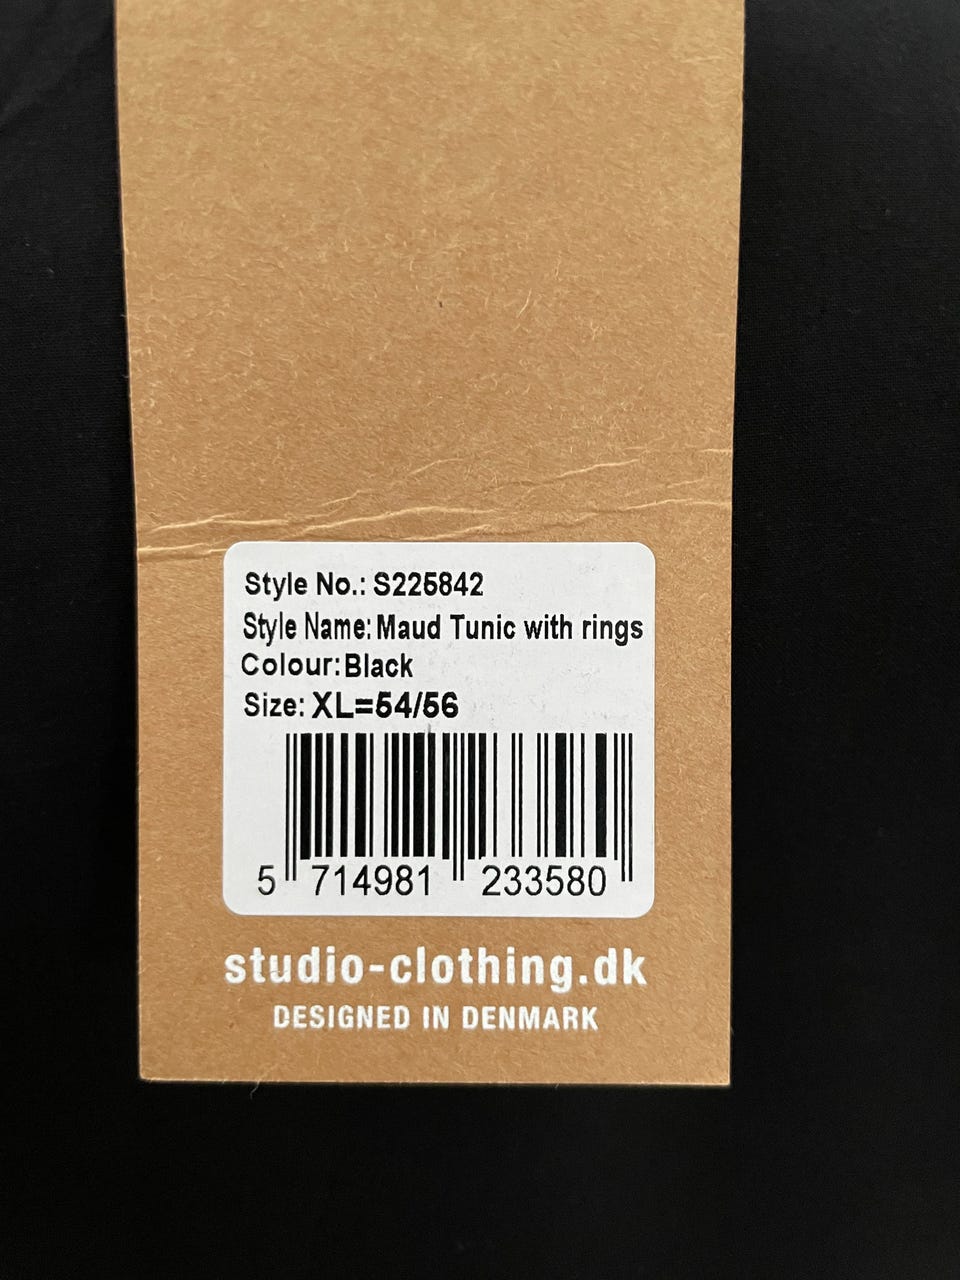 Style No.: S225842
Style Name: Maud Tunic with rings
Colour: Black
Size: XL=54/56
5 714981 233580
studio-clothing.dk
DESIGNED IN DENMARK